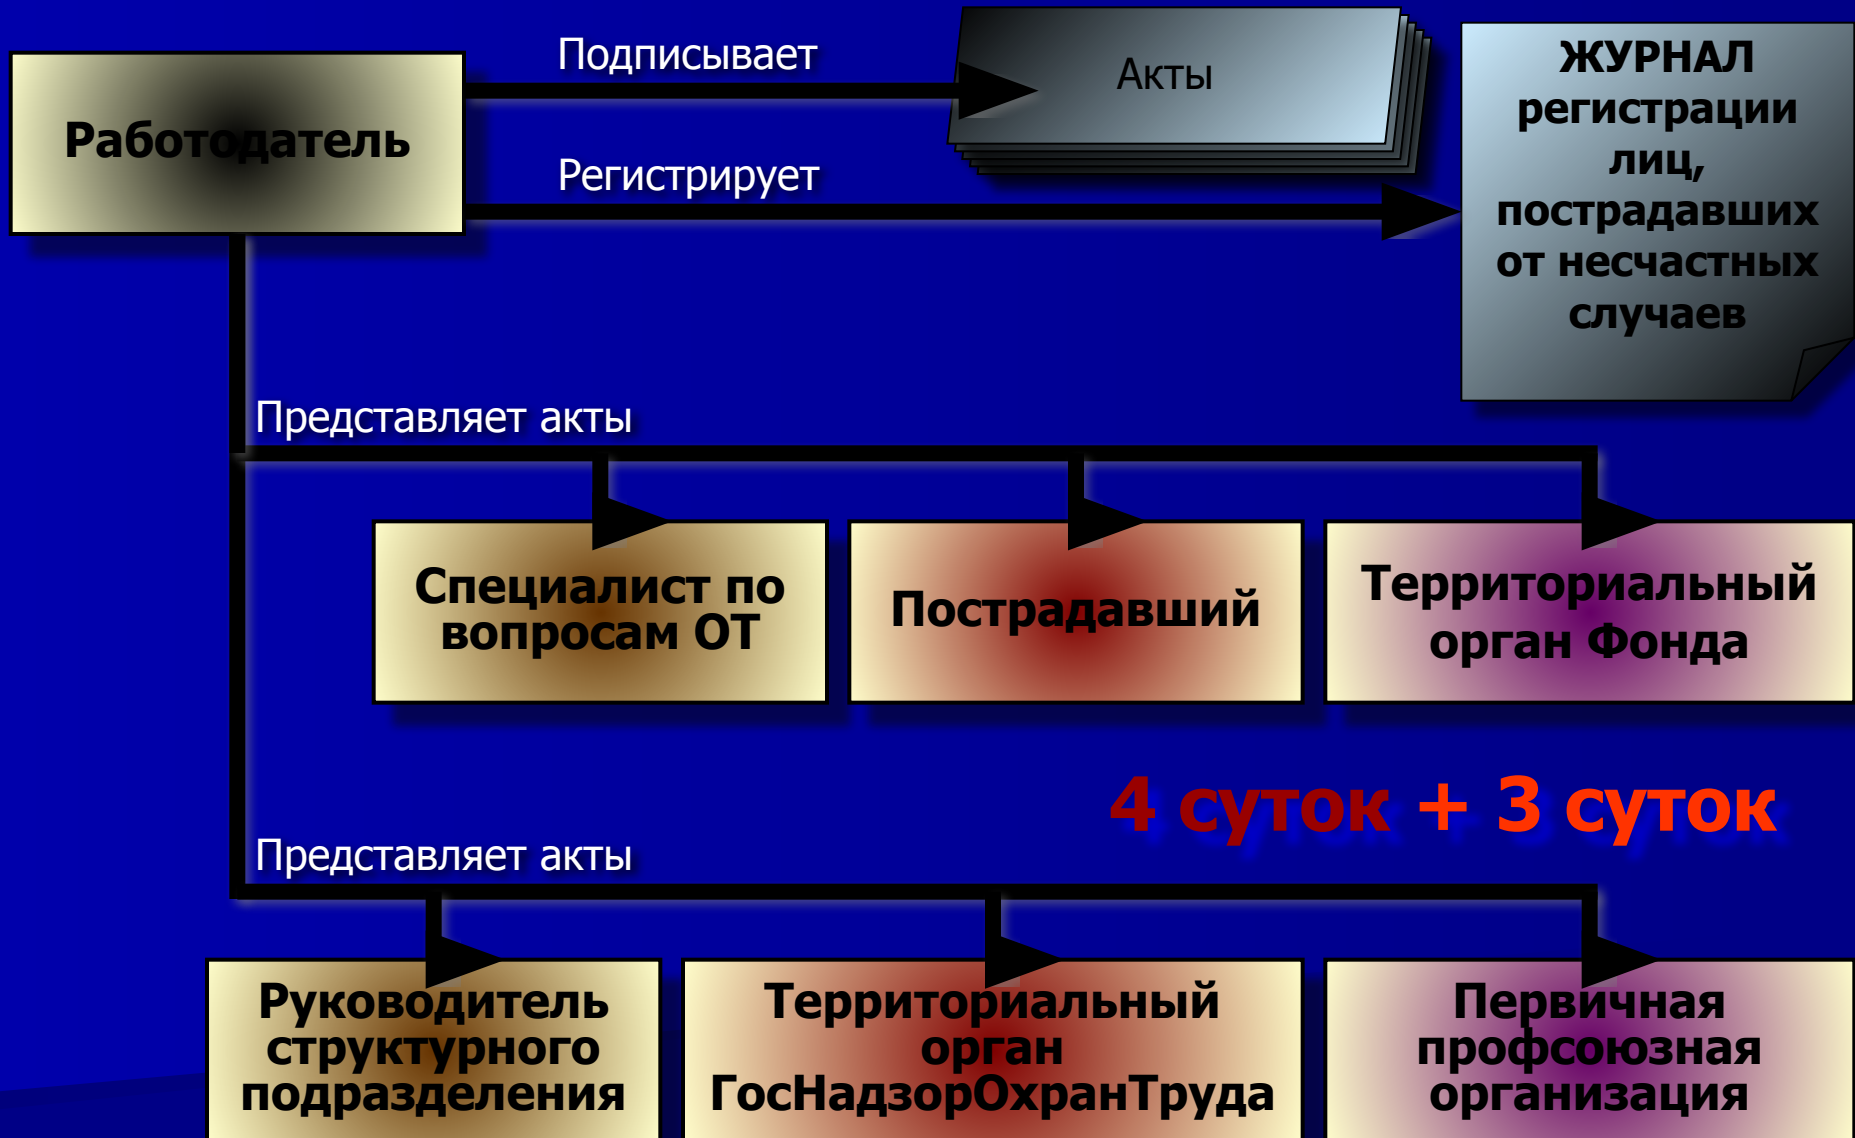 Работодатель
Подписывает
Акты
Регистрирует
ЖУРНАЛ
регистрации
лиц,
пострадавших
от несчастных
случаев
Представляет акты
Специалист по
вопросам ОТ
Пострадавший
Территориальный
орган Фонда
4 суток + 3 суток
Представляет акты
Руководитель
структурного
подразделения
Территориальный
орган
ГосНадзорОхранТруда
Первичная
профсоюзная
организация